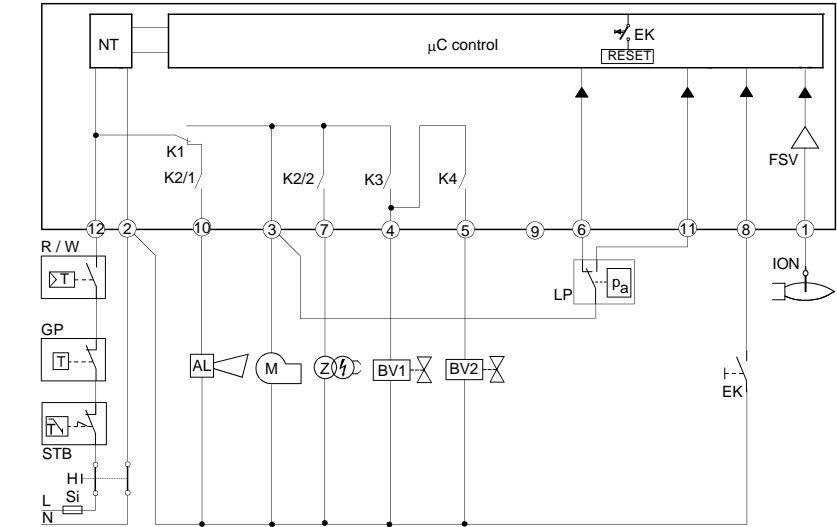 NT
µC control
EK
RESET
K1
K2/1
K2/2
K3
K4
FSV
12
2
10
3
7
4
5
9
6
11
8
1
R / W
T
LP
pa
ION
GP
T
AL
M
Z
BV1
BV2
EK
T
STB
H
L
Si
N